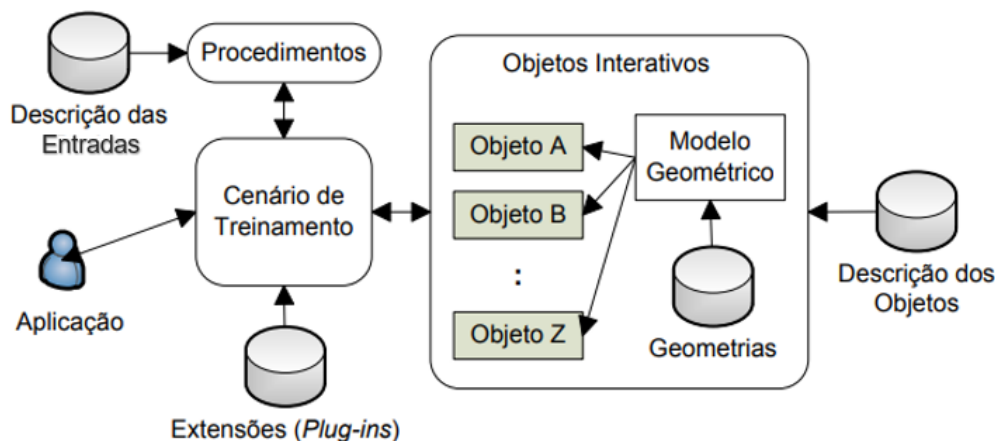 Procedimentos
Descrição das
Entradas
Cenário de
Treinamento
Aplicação
Extensões (Plug-ins)
Objetos Interativos
Objeto A
Objeto B
:
Objeto Z
Modelo
Geométrico
Geometrias
Descrição dos
Objetos